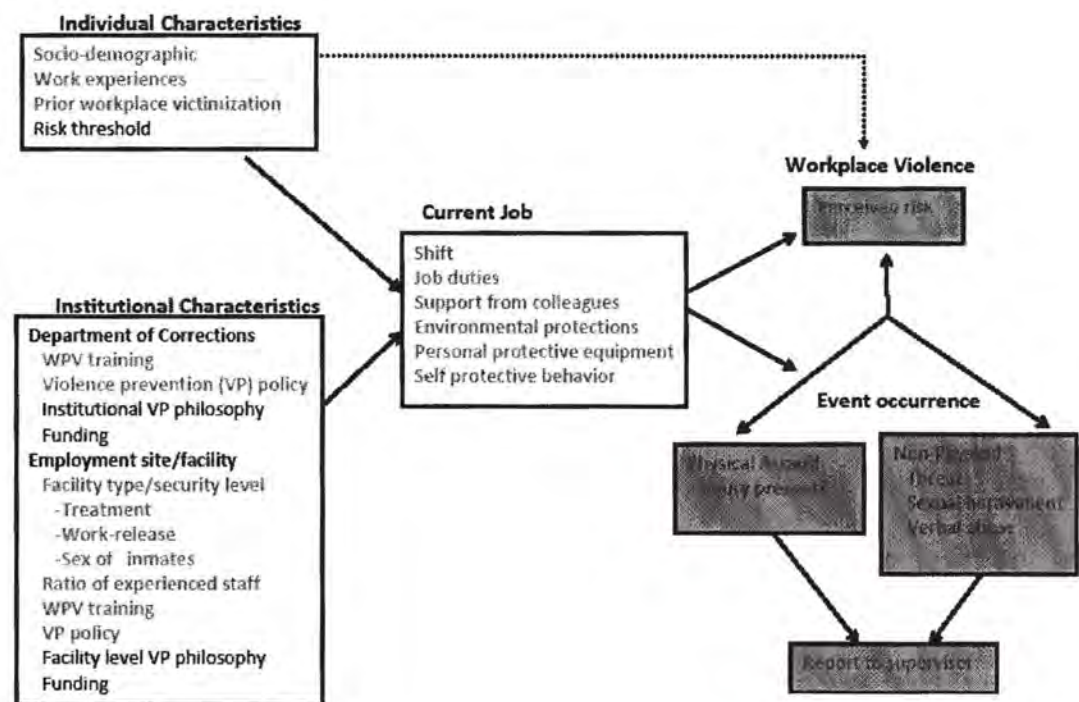 Individual Characteristics
Socio-demographic
Work experiences
Prior workplace victimization
Risk threshold
Workplace Violence
Perceived risk
Current Job
Shift
Job duties
Support from colleagues
Environmental protections
Personal protective equipment
Self protective behavior
Institutional Characteristics
Department of Corrections
WPV training
Violence prevention (VP) policy
Institutional VP philosophy
Funding
Employment site/facility
Facility type/security level
-Treatment
-Work-release
-Sex of inmates
Ratio of experienced staff
WPV training
VP policy
Facility level VP philosophy
Funding
Event occurrence
Physical Assault
Non-Physical
Threat
Sexual harassment
Verbal abuse
Report to supervisor